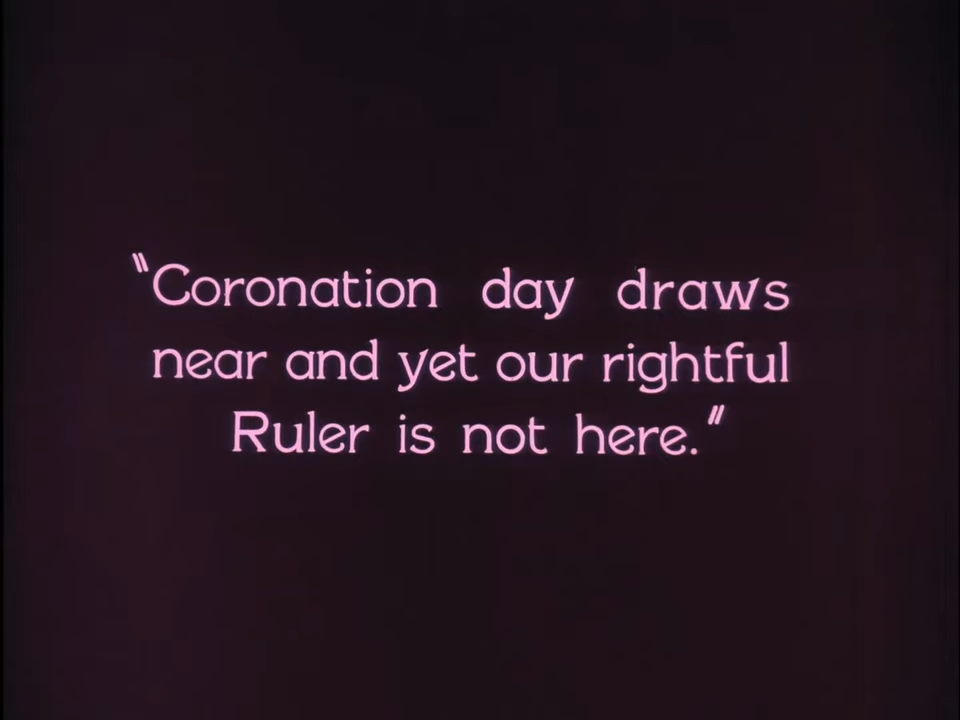 "Coronation day draws
near and yet our rightful
Ruler is not here."